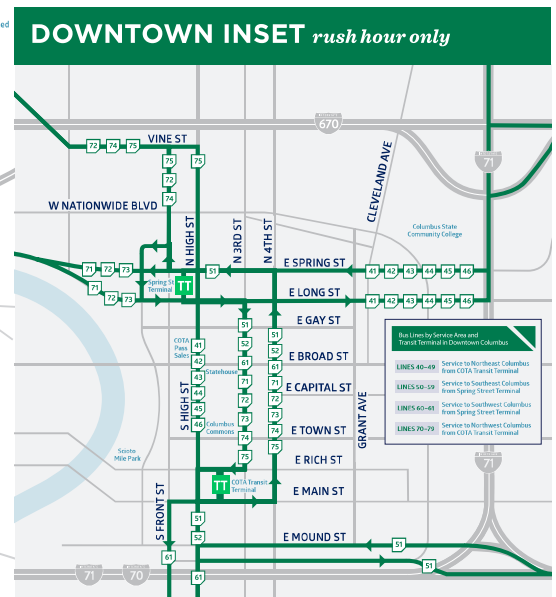 ed
DOWNTOWN INSET rush hour only
670
VINE ST
72 74 75
75
75
72
74
71
CLEVELAND AVE
W NATIONWIDE BLVD
N HIGH ST
N 3RD ST
N 4TH ST
Columbus State
Community College
E SPRING ST
71 72 73
51
41 42 43 44 45 46
Spring St
Terminal
TT
71
72 73
E LONG ST
41 42 43 44 45 46
E GAY ST
51
52
61
71
72
73
74
75
51
52
61
71
72
73
74
75
COTA
Pass
Sales
41
42
43
44
45
46
E BROAD ST
Statehouse
E CAPITAL ST
S HIGH ST
GRANT AVE
Columbus
Commons
E TOWN ST
Bus Lines by Service Area and
Transit Terminal in Downtown Columbus
LINES 40–49 Service to Northeast Columbus
from COTA Transit Terminal
LINES 50–59 Service to Southeast Columbus
from Spring Street Terminal
LINES 60–61 Service to Southwest Columbus
from Spring Street Terminal
LINES 70–79 Service to Northwest Columbus
from COTA Transit Terminal
Scioto
Mile Park
E RICH ST
TT
COTA Transit
Terminal
E MAIN ST
71
S FRONT ST
51
52
E MOUND ST
51
61
51
61
71
70